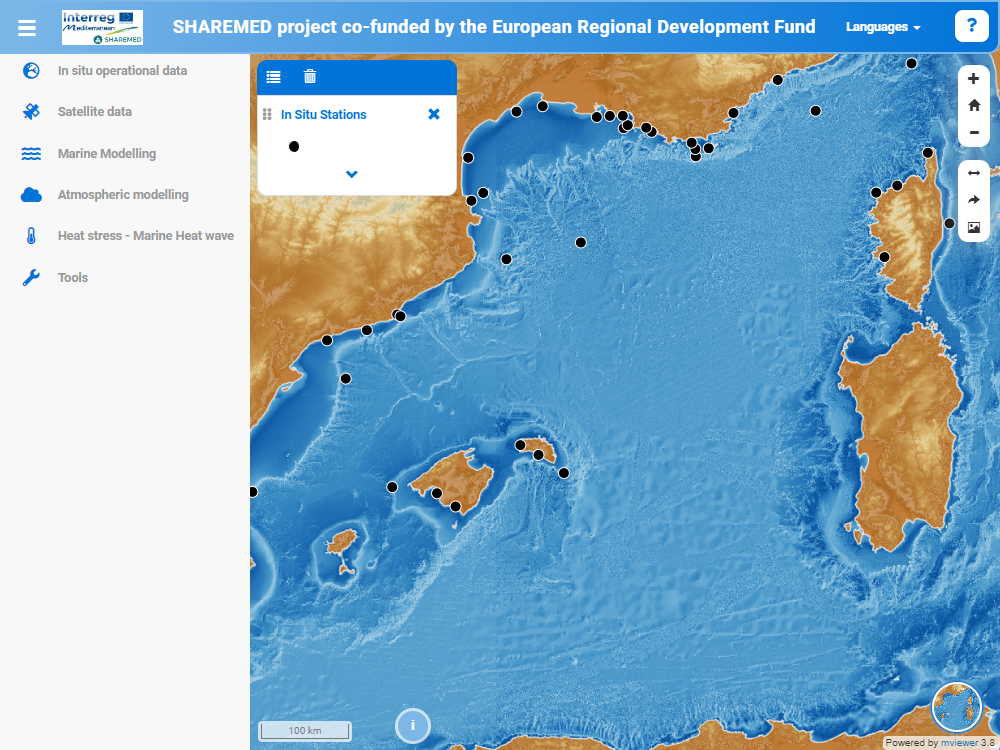 Interreg
Mediterranean
SHAREMED
SHAREMED project co-funded by the European Regional Development Fund
Languages
?
In situ operational data
Satellite data
Marine Modelling
Atmospheric modelling
Heat stress - Marine Heat wave
Tools
In Situ Stations
100 km
i
Powered by mviewer 3.8